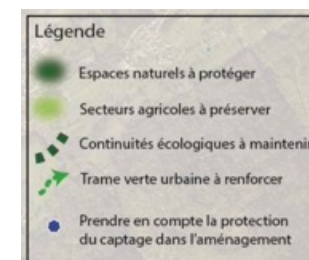 Légende
Espaces naturels à protéger
Secteurs agricoles à préserver
Continuités écologiques à maintenir
Trame verte urbaine à renforcer
Prendre en compte la protection
du captage dans l'aménagement